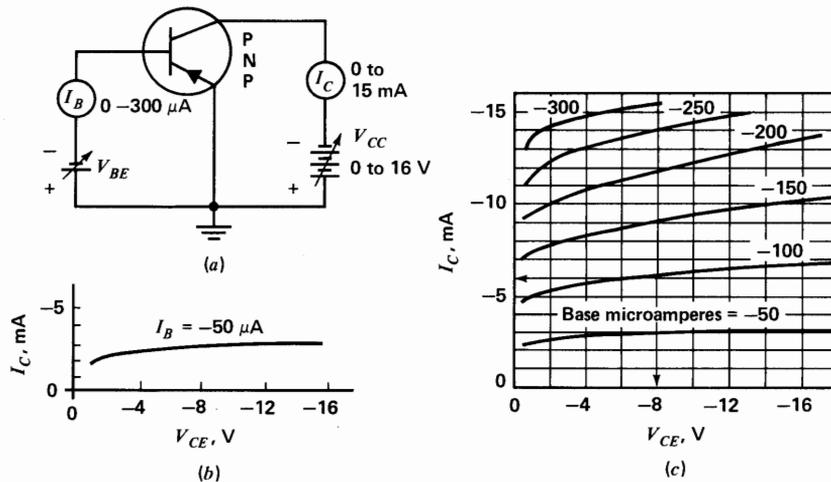 P
N
P
I_B
0 −300 µA
I_C
0 to
15 mA
−
V_BE
+
−
V_CC
0 to 16 V
+
(a)
−5
I_C, mA
0
I_B = −50 µA
0
−4
−8
−12
−16
V_CE, V
(b)
−15
−10
−5
0
I_C, mA
−300
−250
−200
−150
−100
Base microamperes = −50
0
−4
−8
−12
−16
V_CE, V
(c)